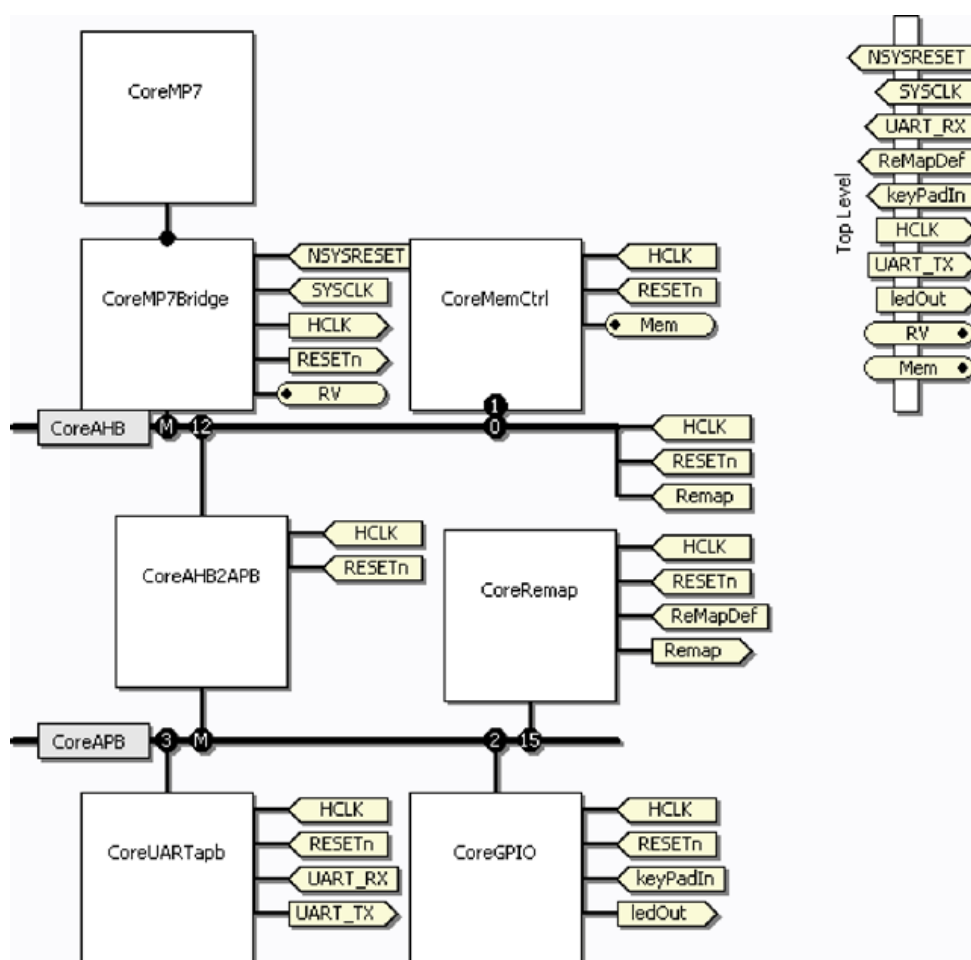 CoreMP7
CoreMP7Bridge
NSYSRESET
SYSCLK
HCLK
RESETn
RV
CoreMemCtrl
HCLK
RESETn
Mem
1
CoreAHB
M
12
0
HCLK
RESETn
Remap
CoreAHB2APB
HCLK
RESETn
CoreRemap
HCLK
RESETn
ReMapDef
Remap
CoreAPB
3
M
2
15
CoreUARTapb
HCLK
RESETn
UART_RX
UART_TX
CoreGPIO
HCLK
RESETn
keyPadIn
ledOut
Top Level
NSYSRESET
SYSCLK
UART_RX
ReMapDef
keyPadIn
HCLK
UART_TX
ledOut
RV
Mem